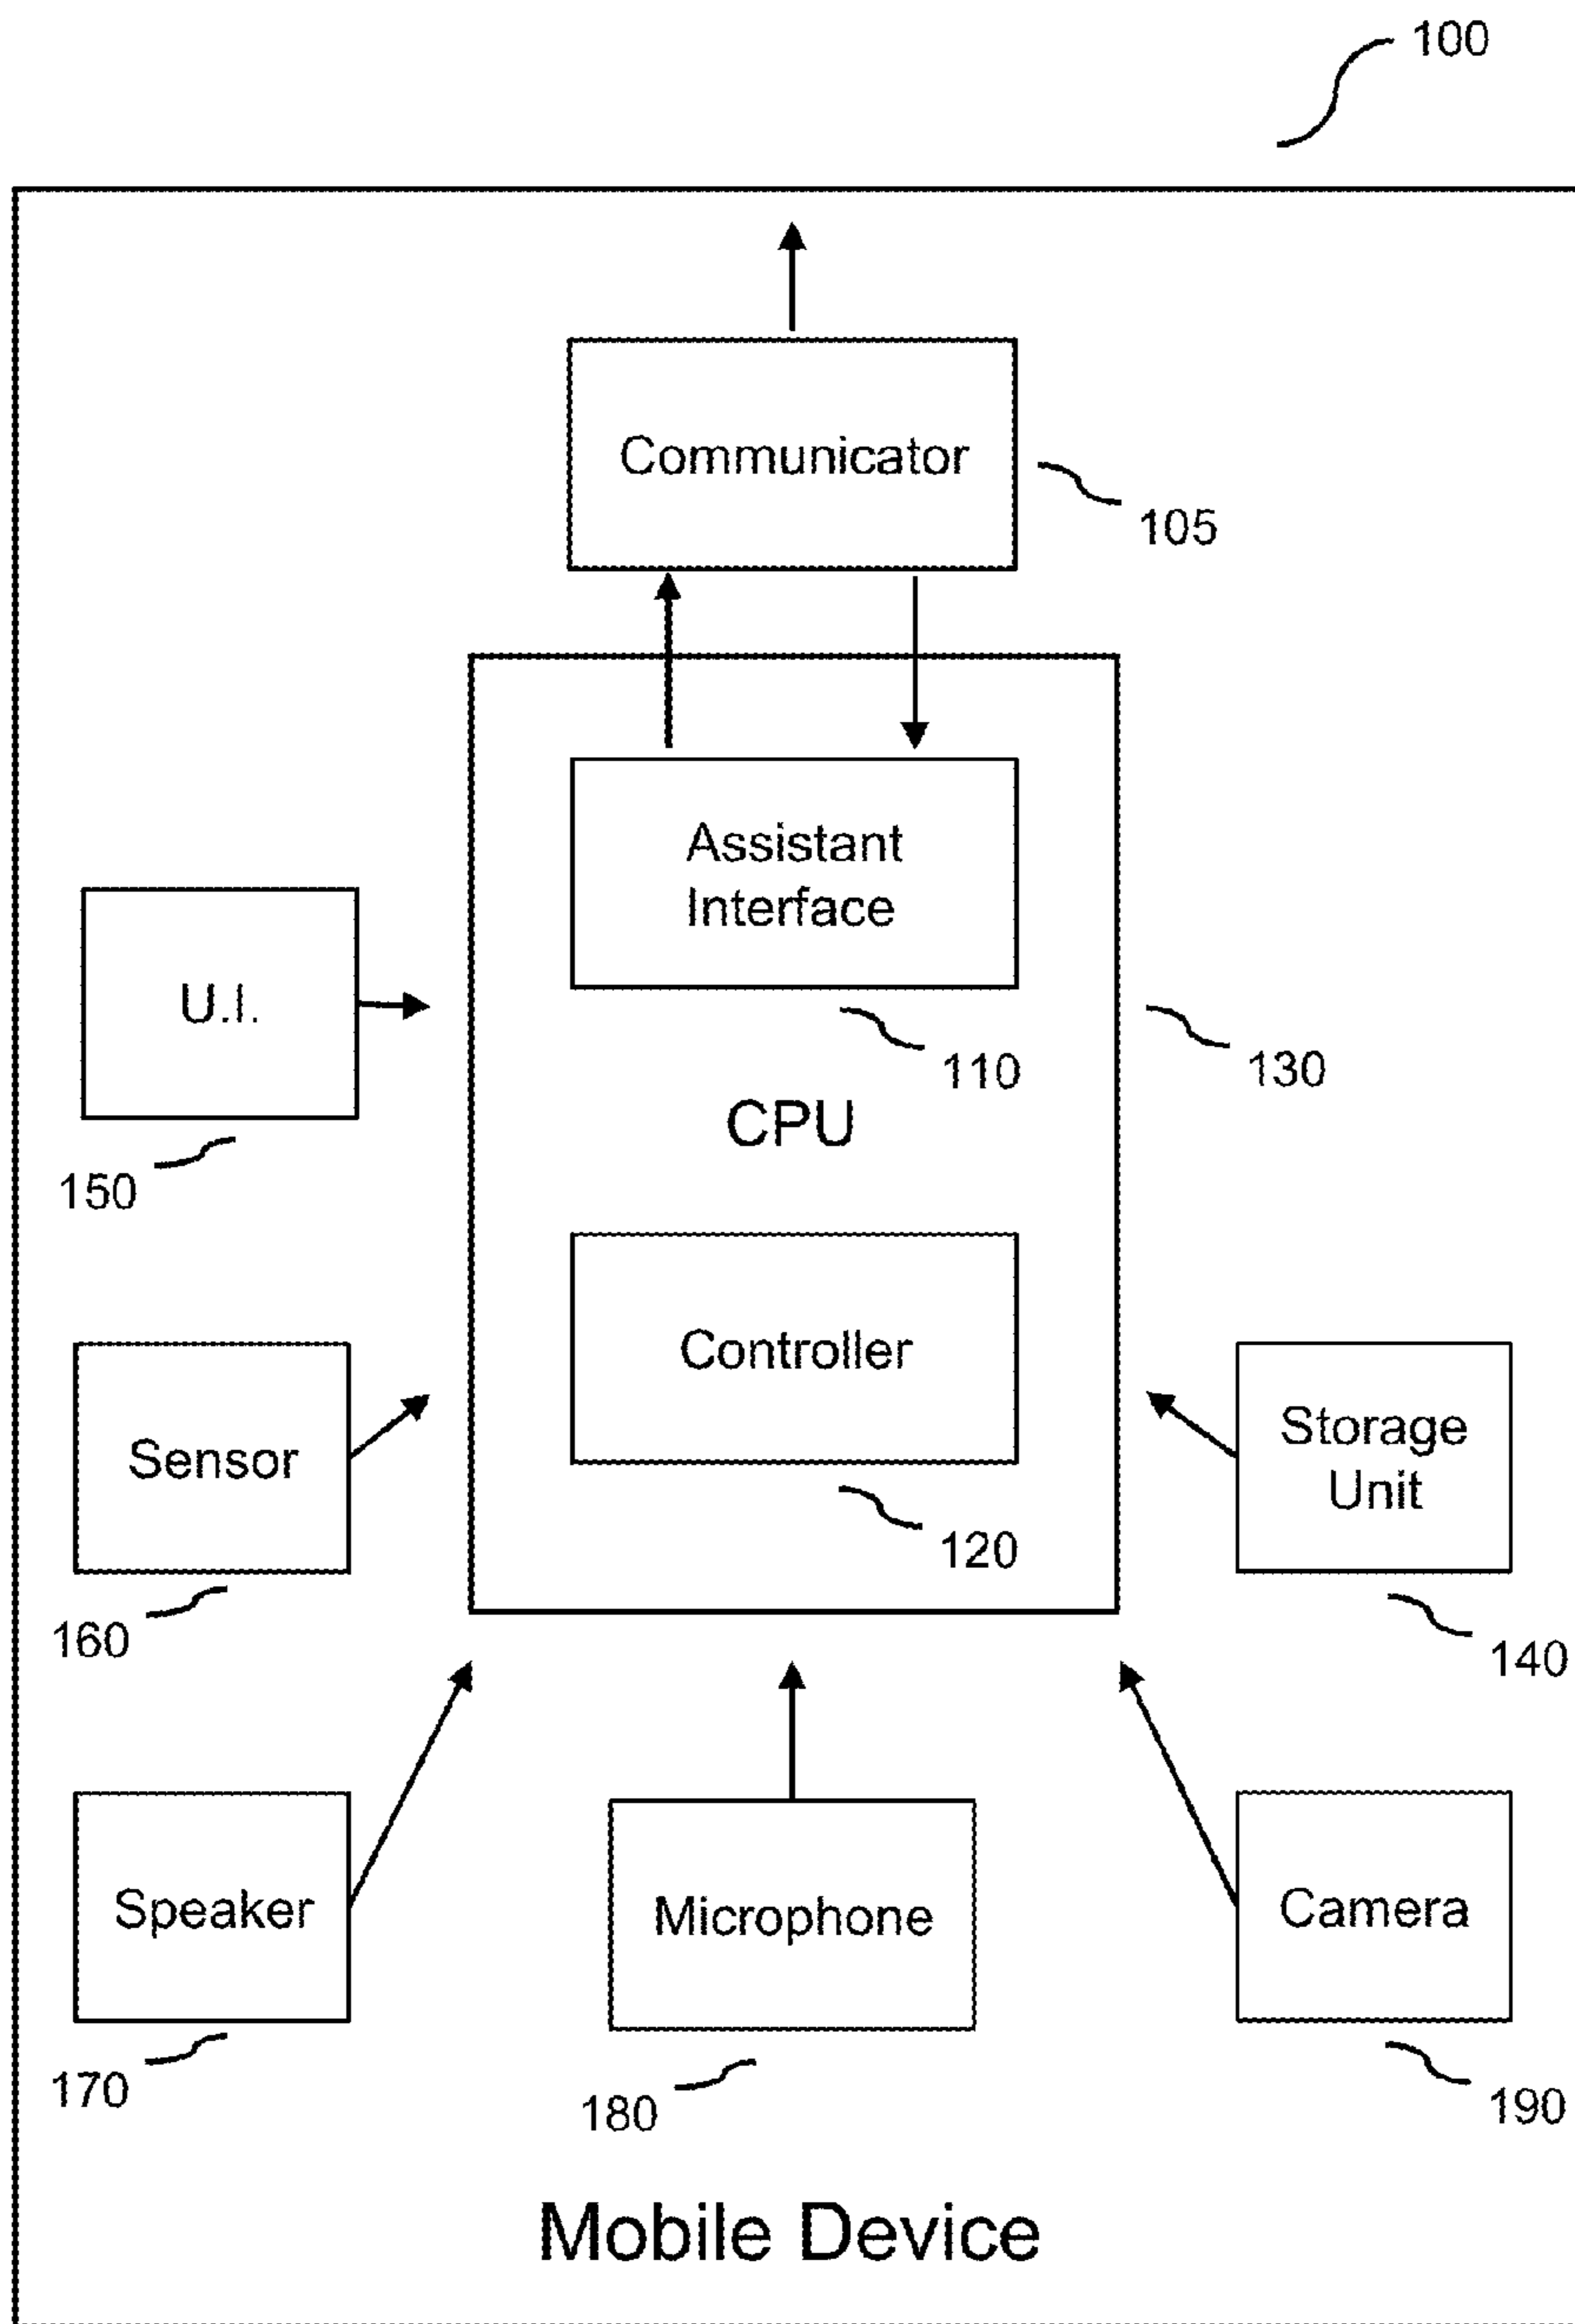 100
Communicator
105
Assistant
Interface
U.I.
110
130
CPU
150
Controller
Sensor
Storage
Unit
120
160
140
Speaker
Microphone
Camera
170
180
190
Mobile Device